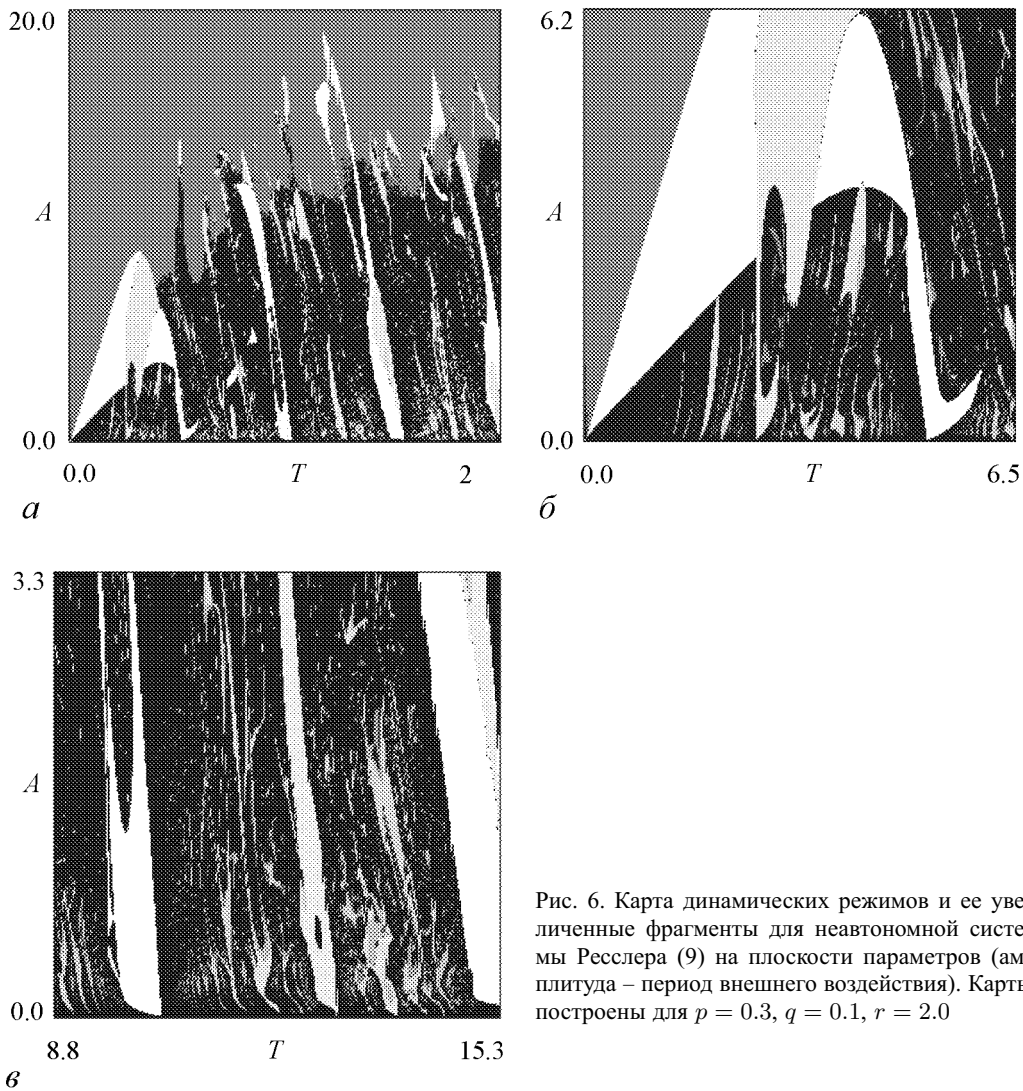 20.0
A
0.0
0.0 T 2
а
6.2
A
0.0
0.0 T 6.5
б
3.3
A
0.0
8.8 T 15.3
в
Рис. 6. Карта динамических режимов и ее уве-
личенные фрагменты для неавтономной систе-
мы Ресслера (9) на плоскости параметров (ам-
плитуда – период внешнего воздействия). Карты
построены для p = 0.3, q = 0.1, r = 2.0